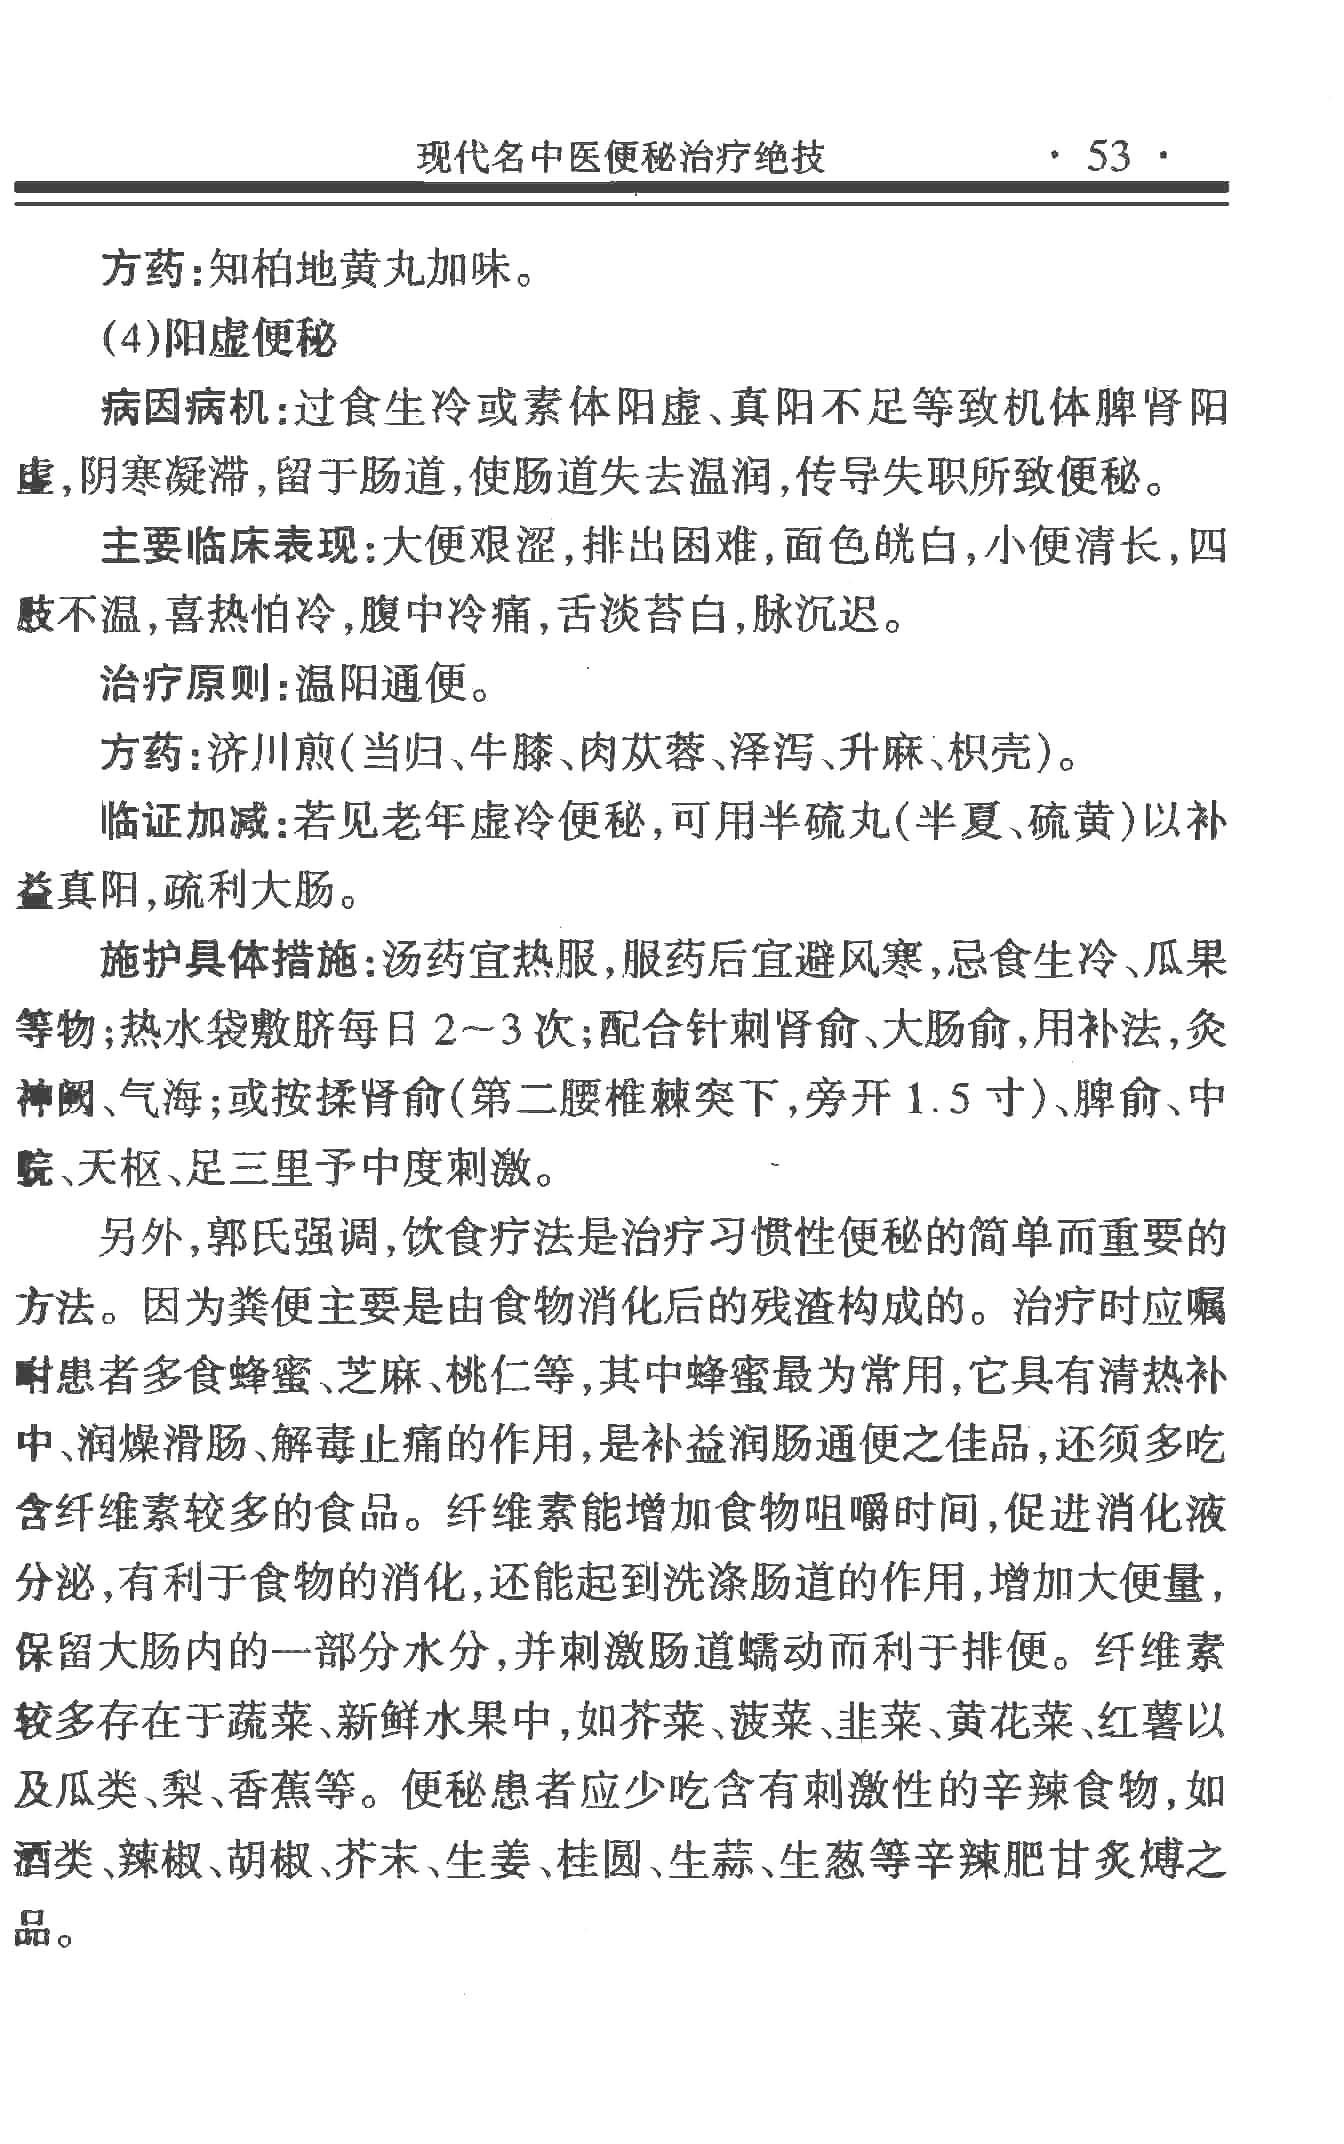 现代名中医便秘治疗绝技 · 53 ·
方药:知柏地黄丸加味。
(4)阳虚便秘
病因病机:过食生冷或素体阳虚、真阳不足等致机体脾肾阳
虚,阴寒凝滞,留于肠道,使肠道失去温润,传导失职所致便秘。
主要临床表现:大便艰涩,排出困难,面色㿠白,小便清长,四
肢不温,喜热怕冷,腹中冷痛,舌淡苔白,脉沉迟。
治疗原则:温阳通便。
方药:济川煎(当归、牛膝、肉苁蓉、泽泻、升麻、枳壳)。
临证加减:若见老年虚冷便秘,可用半硫丸(半夏、硫黄)以补
益真阳,疏利大肠。
施护具体措施:汤药宜热服,服药后宜避风寒,忌食生冷、瓜果
等物;热水袋敷脐每日 2~3 次;配合针刺肾俞、大肠俞,用补法,灸
神阙、气海;或按揉肾俞(第二腰椎棘突下,旁开 1.5 寸)、脾俞、中
脘、天枢、足三里予中度刺激。
另外,郭氏强调,饮食疗法是治疗习惯性便秘的简单而重要的
方法。因为粪便主要是由食物消化后的残渣构成的。治疗时应嘱
咐患者多食蜂蜜、芝麻、桃仁等,其中蜂蜜最为常用,它具有清热补
中、润燥滑肠、解毒止痛的作用,是补益润肠通便之佳品,还须多吃
含纤维素较多的食品。纤维素能增加食物咀嚼时间,促进消化液
分泌,有利于食物的消化,还能起到洗涤肠道的作用,增加大便量,
保留大肠内的一部分水分,并刺激肠道蠕动而利于排便。纤维素
较多存在于蔬菜、新鲜水果中,如芥菜、菠菜、韭菜、黄花菜、红薯以
及瓜类、梨、香蕉等。便秘患者应少吃含有刺激性的辛辣食物,如
酒类、辣椒、胡椒、芥末、生姜、桂圆、生蒜、生葱等辛辣肥甘炙煿之
品。